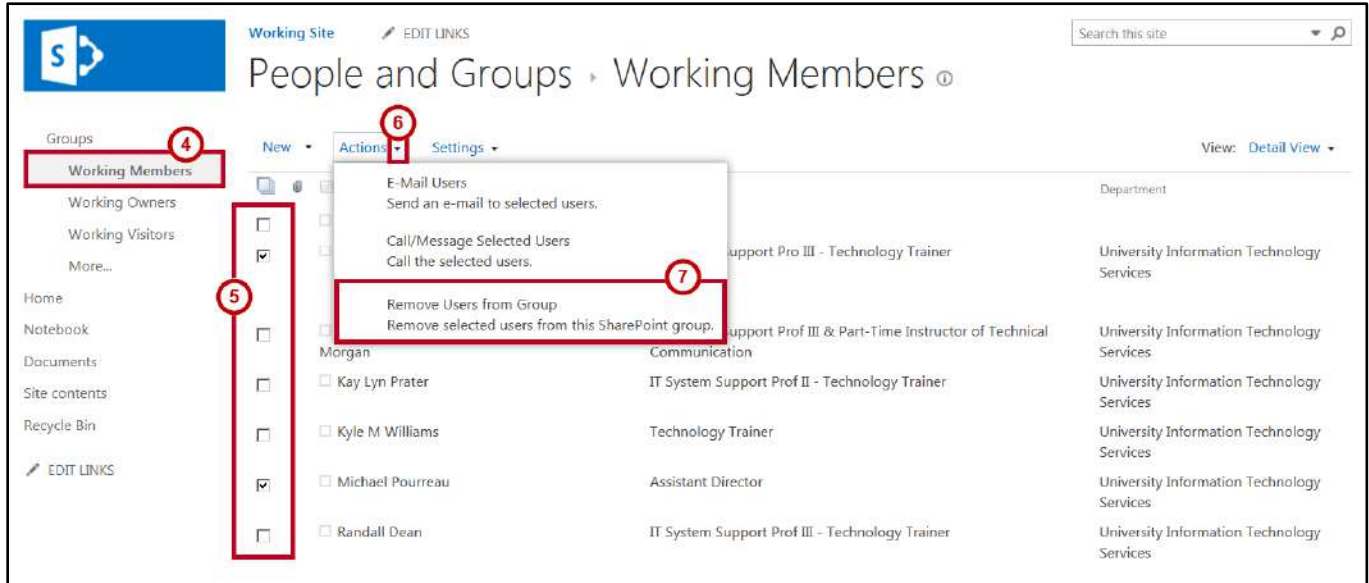 Working Site EDIT LINKS Search this site
S
People and Groups Working Members
6
Groups 4 New Actions Settings View: Detail View
Working Members
E-Mail Users Department
Working Owners Send an e-mail to selected users.
Working Visitors Call/Message Selected Users
More... Call the selected users. upport Pro III - Technology Trainer University Information Technology
Services
7
5
Home Remove Users from Group
Notebook Remove selected users from this SharePoint group. upport Prof III & Part-Time Instructor of Technical University Information Technology
Morgan Communication Services
Documents
Kay Lyn Prater IT System Support Prof II - Technology Trainer University Information Technology
Site contents Services
Recycle Bin Kyle M Williams Technology Trainer University Information Technology
Services
EDIT LINKS
Michael Pourreau Assistant Director University Information Technology
Services
Randall Dean IT System Support Prof III - Technology Trainer University Information Technology
Services